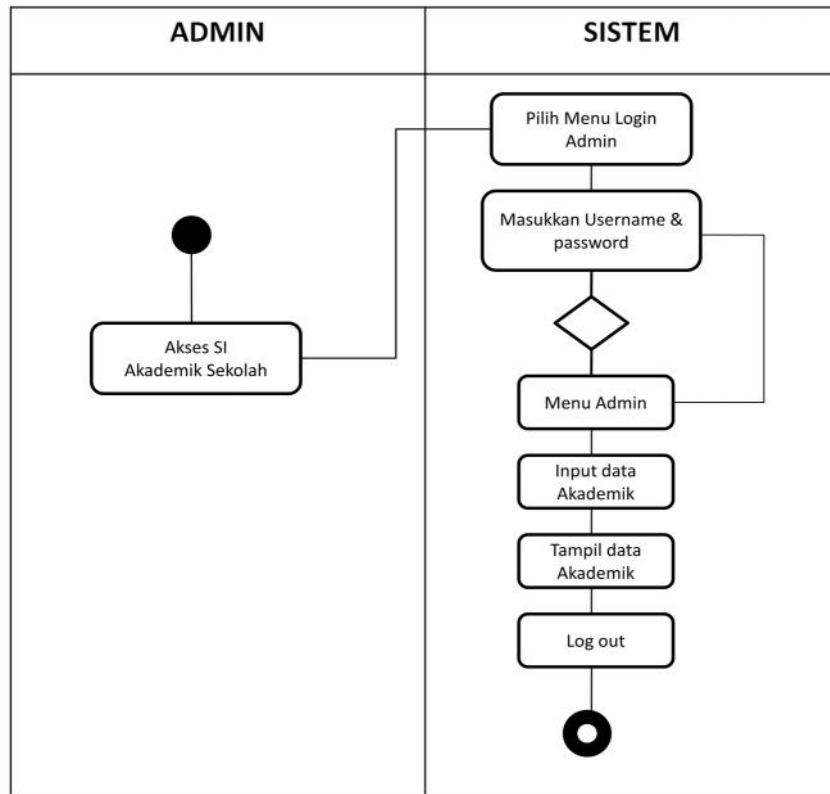 ADMIN
SISTEM
Pilih Menu Login
Admin
Masukkan Username &
password
Akses SI
Akademik Sekolah
Menu Admin
Input data
Akademik
Tampil data
Akademik
Log out